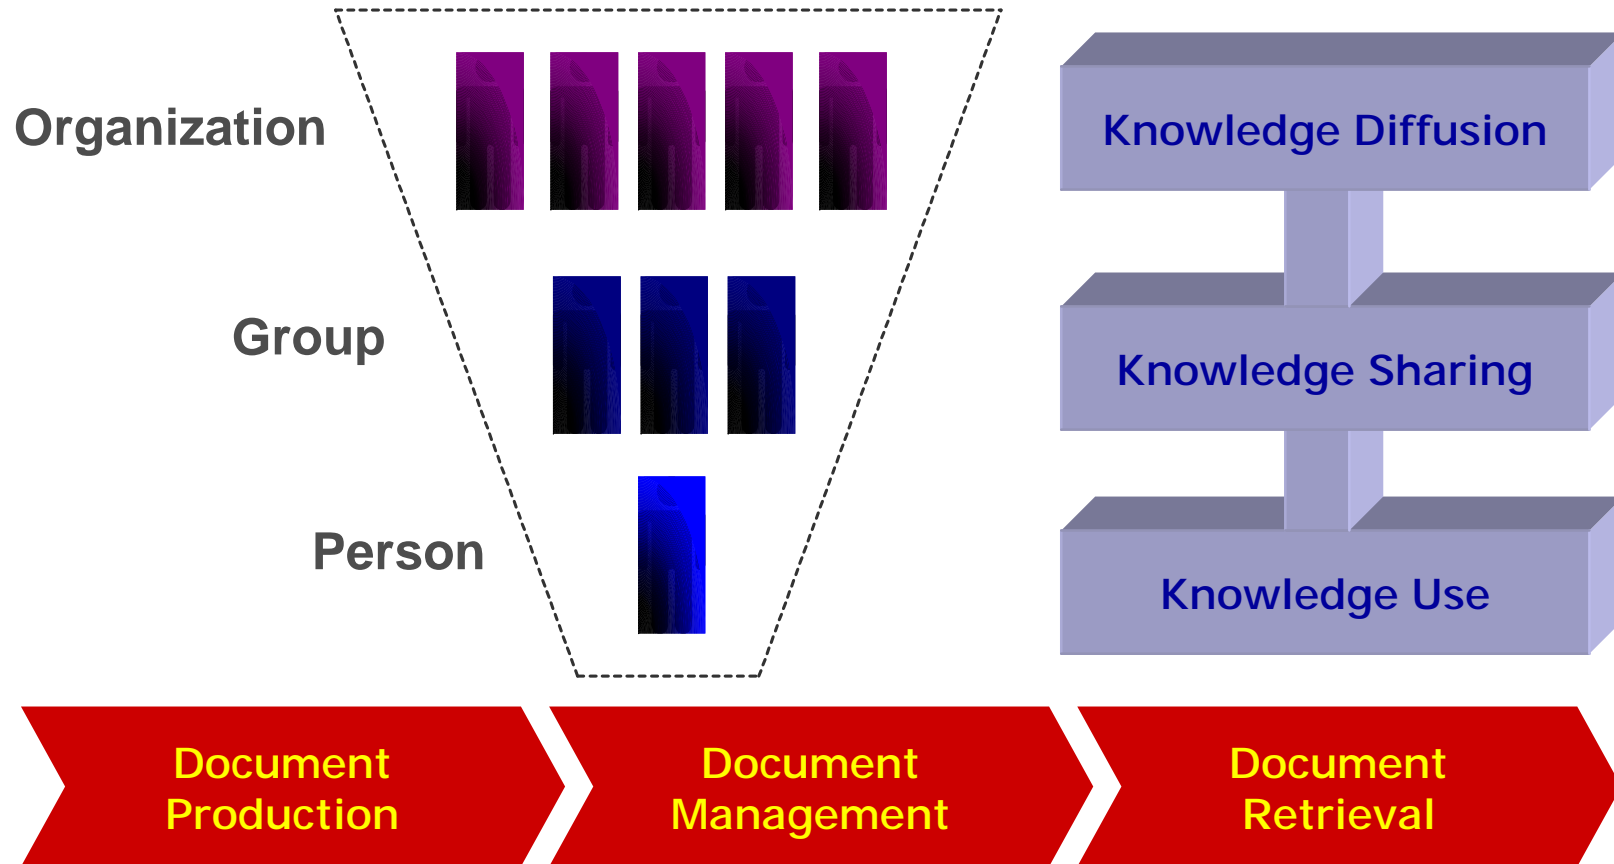 Organization
Knowledge Diffusion
Group
Knowledge Sharing
Person
Knowledge Use
Document
Production
Document
Management
Document
Retrieval